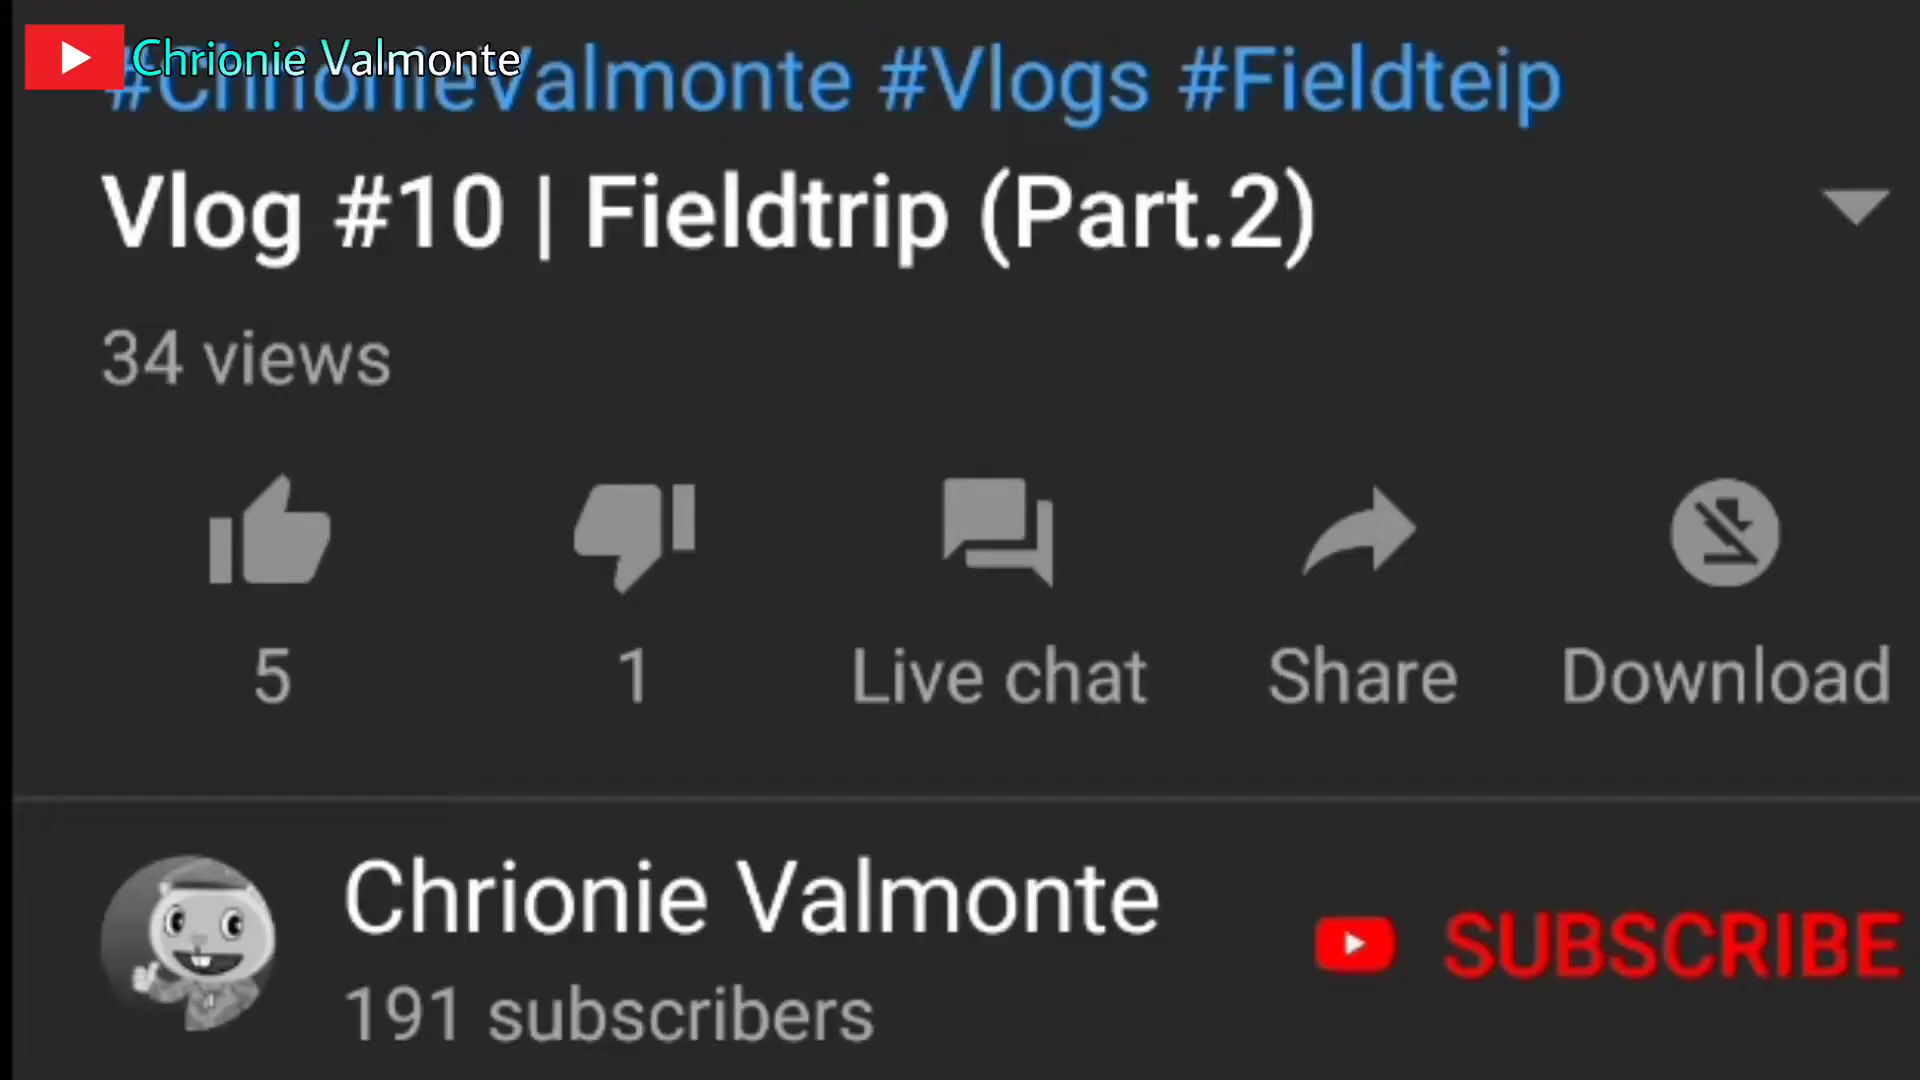 Chrionie Valmonte
#ChrionieValmonte #Vlogs #Fieldteip
Vlog #10 | Fieldtrip (Part.2)
34 views
5 1 Live chat Share Download
Chrionie Valmonte
SUBSCRIBE
191 subscribers